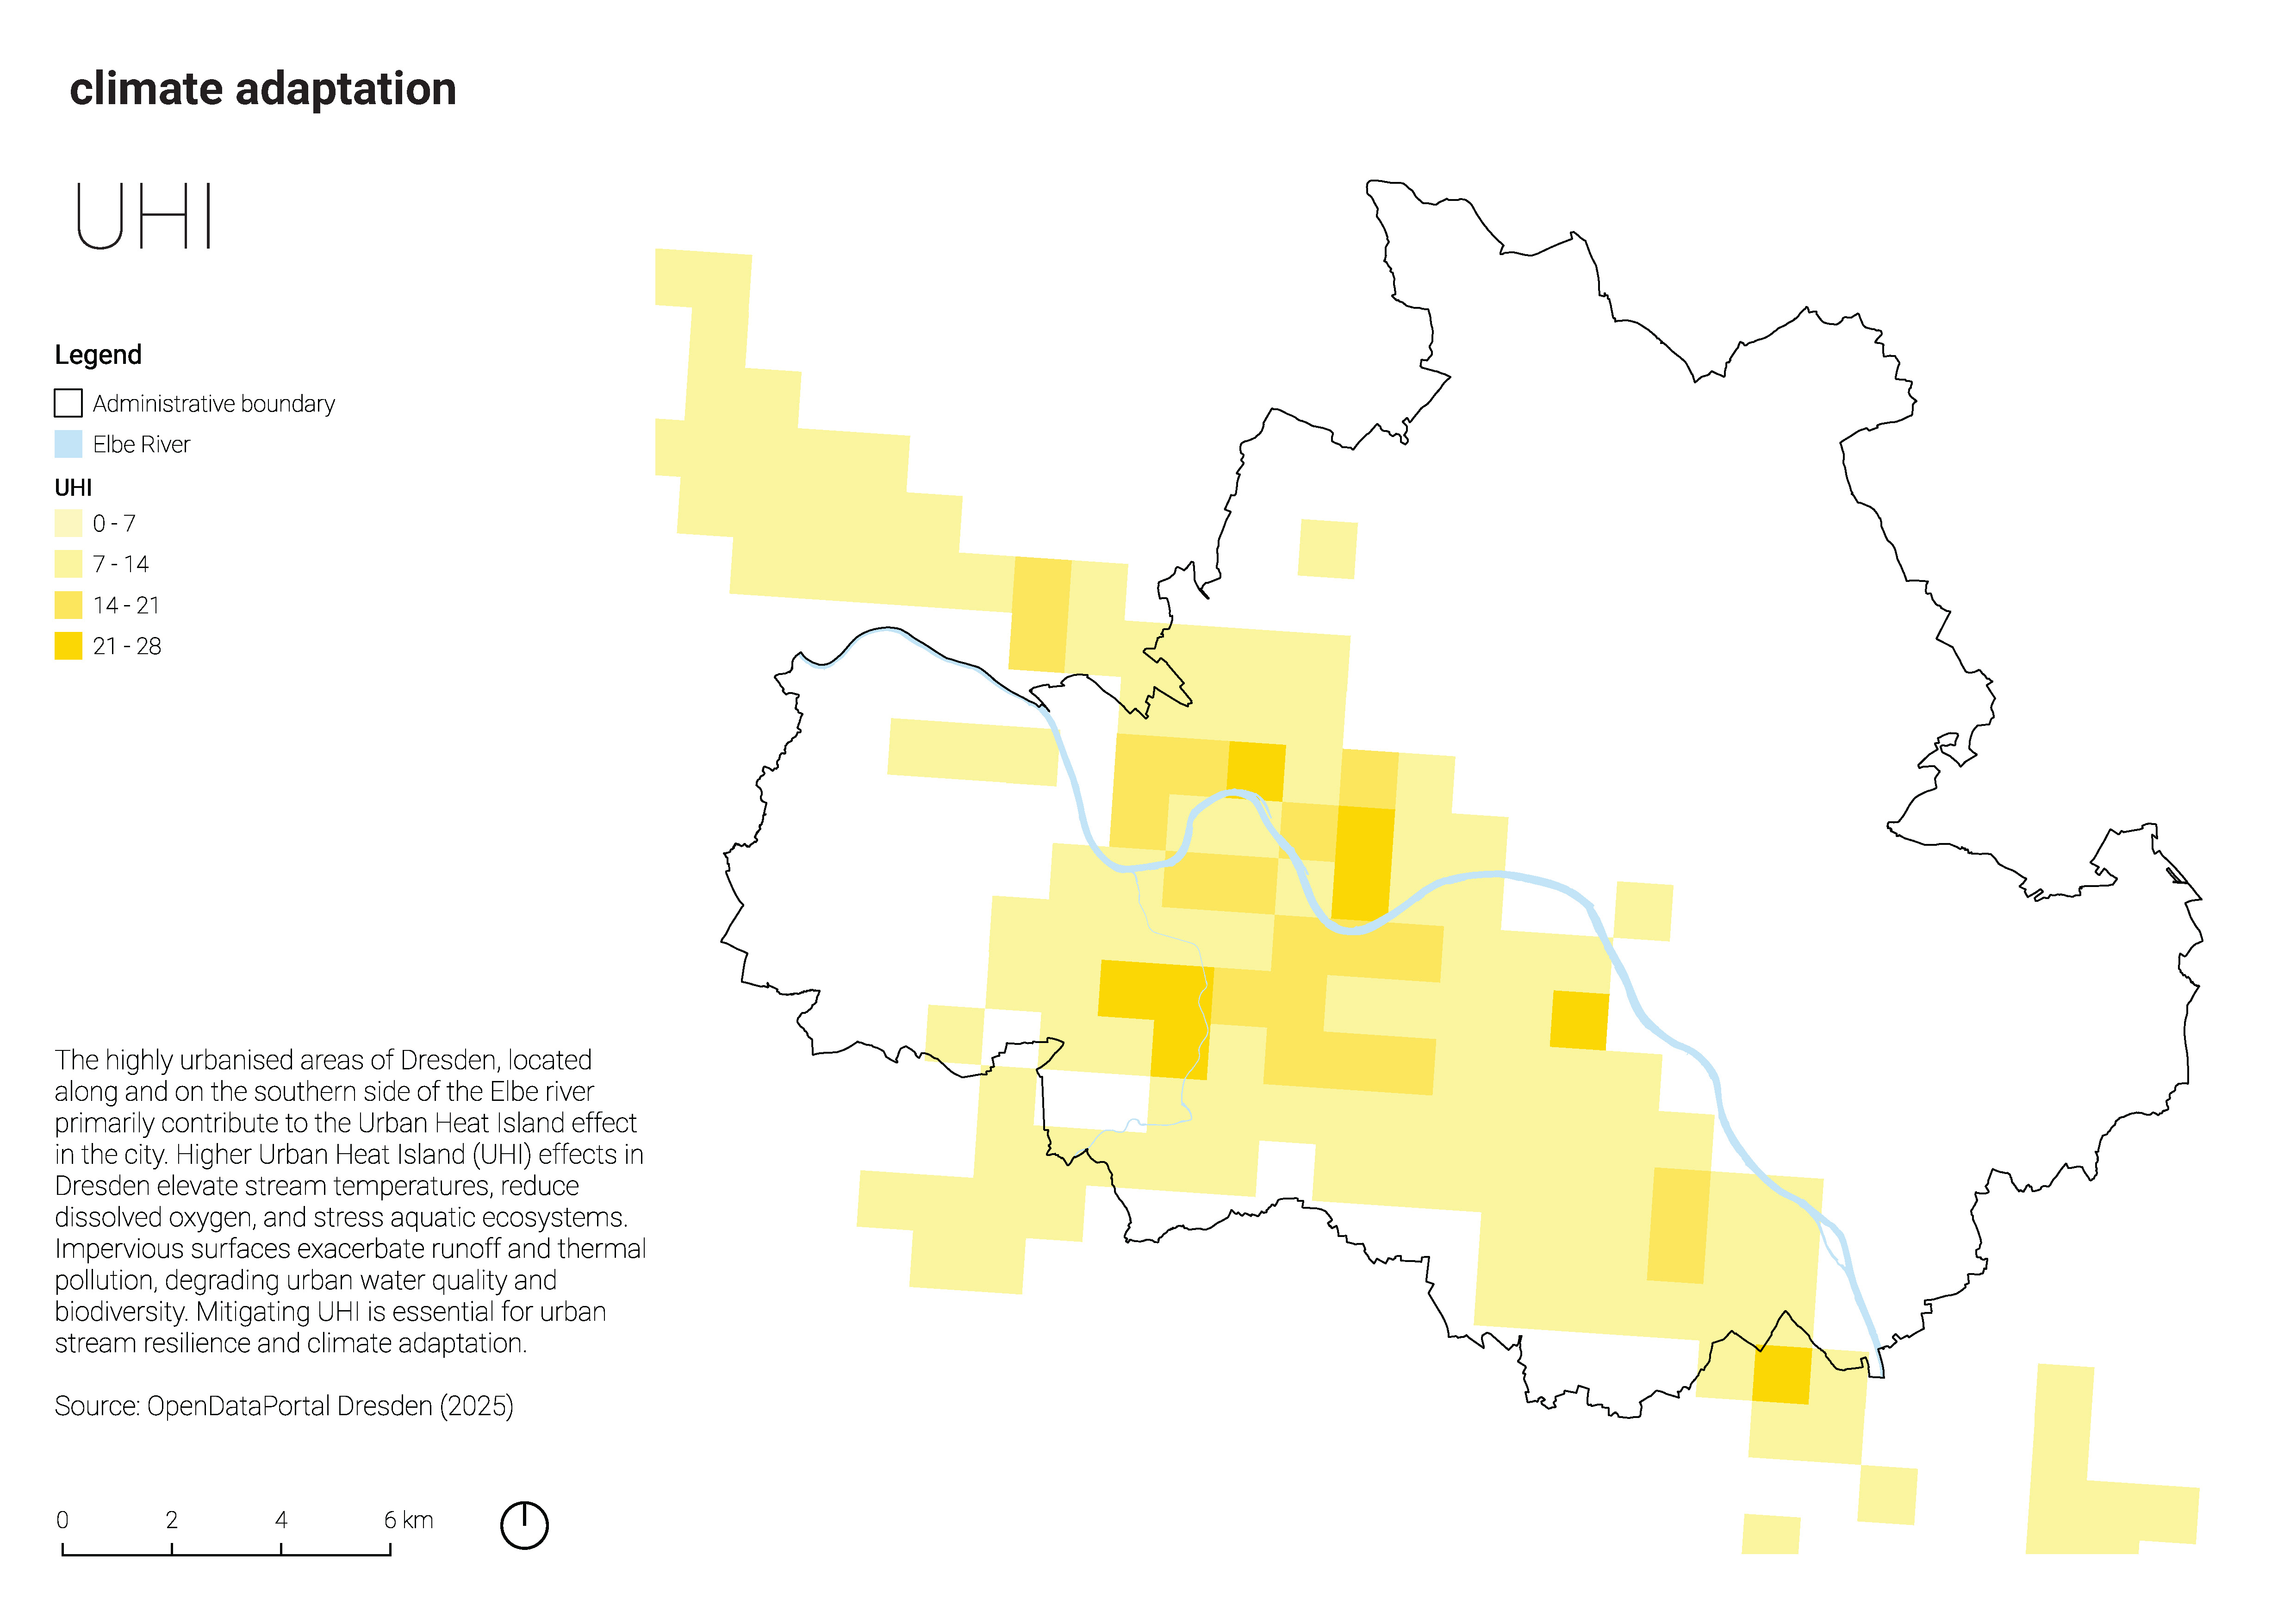 climate adaptation
UHI
Legend
Administrative boundary
Elbe River
UHI
0 - 7
7 - 14
14 - 21
21 - 28
The highly urbanised areas of Dresden, located
along and on the southern side of the Elbe river
primarily contribute to the Urban Heat Island effect
in the city. Higher Urban Heat Island (UHI) effects in
Dresden elevate stream temperatures, reduce
dissolved oxygen, and stress aquatic ecosystems.
Impervious surfaces exacerbate runoff and thermal
pollution, degrading urban water quality and
biodiversity. Mitigating UHI is essential for urban
stream resilience and climate adaptation.
Source: OpenDataPortal Dresden (2025)
0 2 4 6 km